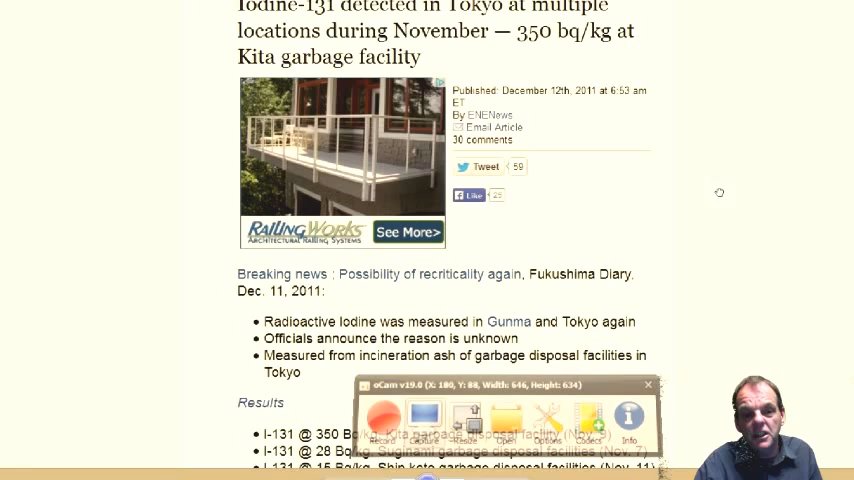 Iodine-131 detected in Tokyo at multiple
locations during November — 350 bq/kg at
Kita garbage facility
Published: December 12th, 2011 at 6:53 am
ET
By ENENews
Email Article
30 comments
Tweet 59
Like 25
RAILINGWORKS
ARCHITECTURAL RAILING SYSTEMS
See More>
Breaking news ; Possibility of recriticality again, Fukushima Diary,
Dec. 11, 2011:
• Radioactive Iodine was measured in Gunma and Tokyo again
• Officials announce the reason is unknown
• Measured from incineration ash of garbage disposal facilities in
Tokyo
oCam v19.0 (X: 180, Y: 88, Width: 646, Height: 634)
Results
Record Capture Resize Open Options Codecs Info
• I-131 @ 350 Bq/kg, Kita garbage disposal facility (Nov. 9)
• I-131 @ 28 Bq/kg, Suginami garbage disposal facilities (Nov. 7)
• I-131 @ 15 Bq/kg, Shin koto garbage disposal facilities (Nov. 11)